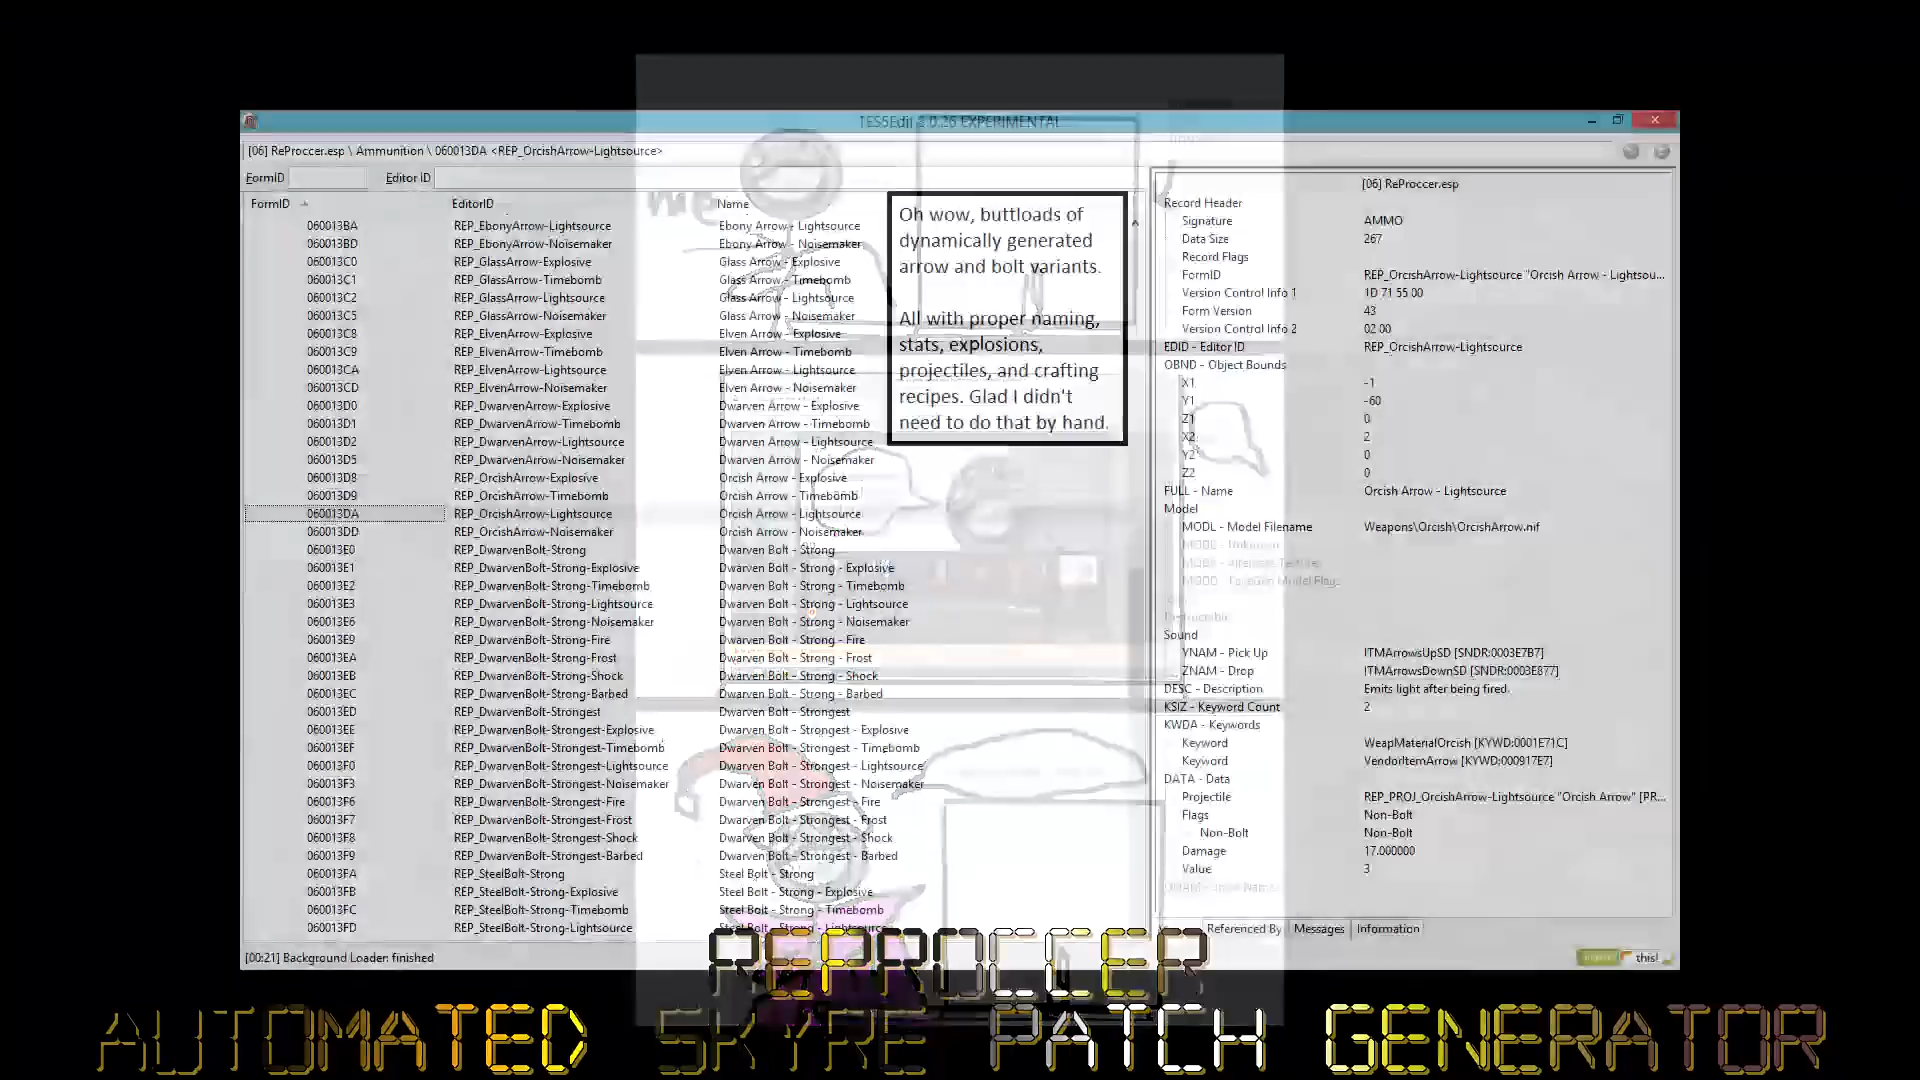 TES5Edit 3.0.26 EXPERIMENTAL
[06] ReProccer.esp \ Ammunition \ 060013DA <REP_OrcishArrow-Lightsource>
FormID Editor ID
FormID EditorID Name
060013BA REP_EbonyArrow-Lightsource Ebony Arrow - Lightsource
060013BD REP_EbonyArrow-Noisemaker Ebony Arrow - Noisemaker
060013C0 REP_GlassArrow-Explosive Glass Arrow - Explosive
060013C1 REP_GlassArrow-Timebomb Glass Arrow - Timebomb
060013C2 REP_GlassArrow-Lightsource Glass Arrow - Lightsource
060013C5 REP_GlassArrow-Noisemaker Glass Arrow - Noisemaker
060013C8 REP_ElvenArrow-Explosive Elven Arrow - Explosive
060013C9 REP_ElvenArrow-Timebomb Elven Arrow - Timebomb
060013CA REP_ElvenArrow-Lightsource Elven Arrow - Lightsource
060013CD REP_ElvenArrow-Noisemaker Elven Arrow - Noisemaker
060013D0 REP_DwarvenArrow-Explosive Dwarven Arrow - Explosive
060013D1 REP_DwarvenArrow-Timebomb Dwarven Arrow - Timebomb
060013D2 REP_DwarvenArrow-Lightsource Dwarven Arrow - Lightsource
060013D5 REP_DwarvenArrow-Noisemaker Dwarven Arrow - Noisemaker
060013D8 REP_OrcishArrow-Explosive Orcish Arrow - Explosive
060013D9 REP_OrcishArrow-Timebomb Orcish Arrow - Timebomb
060013DA REP_OrcishArrow-Lightsource Orcish Arrow - Lightsource
060013DD REP_OrcishArrow-Noisemaker Orcish Arrow - Noisemaker
060013E0 REP_DwarvenBolt-Strong Dwarven Bolt - Strong
060013E1 REP_DwarvenBolt-Strong-Explosive Dwarven Bolt - Strong - Explosive
060013E2 REP_DwarvenBolt-Strong-Timebomb Dwarven Bolt - Strong - Timebomb
060013E3 REP_DwarvenBolt-Strong-Lightsource Dwarven Bolt - Strong - Lightsource
060013E6 REP_DwarvenBolt-Strong-Noisemaker Dwarven Bolt - Strong - Noisemaker
060013E9 REP_DwarvenBolt-Strong-Fire Dwarven Bolt - Strong - Fire
060013EA REP_DwarvenBolt-Strong-Frost Dwarven Bolt - Strong - Frost
060013EB REP_DwarvenBolt-Strong-Shock Dwarven Bolt - Strong - Shock
060013EC REP_DwarvenBolt-Strong-Barbed Dwarven Bolt - Strong - Barbed
060013ED REP_DwarvenBolt-Strongest Dwarven Bolt - Strongest
060013EE REP_DwarvenBolt-Strongest-Explosive Dwarven Bolt - Strongest - Explosive
060013EF REP_DwarvenBolt-Strongest-Timebomb Dwarven Bolt - Strongest - Timebomb
060013F0 REP_DwarvenBolt-Strongest-Lightsource Dwarven Bolt - Strongest - Lightsource
060013F3 REP_DwarvenBolt-Strongest-Noisemaker Dwarven Bolt - Strongest - Noisemaker
060013F6 REP_DwarvenBolt-Strongest-Fire Dwarven Bolt - Strongest - Fire
060013F7 REP_DwarvenBolt-Strongest-Frost Dwarven Bolt - Strongest - Frost
060013F8 REP_DwarvenBolt-Strongest-Shock Dwarven Bolt - Strongest - Shock
060013F9 REP_DwarvenBolt-Strongest-Barbed Dwarven Bolt - Strongest - Barbed
060013FA REP_SteelBolt-Strong Steel Bolt - Strong
060013FB REP_SteelBolt-Strong-Explosive Steel Bolt - Strong - Explosive
060013FC REP_SteelBolt-Strong-Timebomb Steel Bolt - Strong - Timebomb
060013FD REP_SteelBolt-Strong-Lightsource Steel Bolt - Strong - Lightsource
Oh wow, buttloads of
dynamically generated
arrow and bolt variants.
All with proper naming,
stats, explosions,
projectiles, and crafting
recipes. Glad I didn't
need to do that by hand.
[06] ReProccer.esp
Record Header
Signature AMMO
Data Size 267
Record Flags
FormID REP_OrcishArrow-Lightsource "Orcish Arrow - Lightsou...
Version Control Info 1 1D 71 55 00
Form Version 43
Version Control Info 2 02 00
EDID - Editor ID REP_OrcishArrow-Lightsource
OBND - Object Bounds
X1 -1
Y1 -60
Z1 0
X2 2
Y2 0
Z2 0
FULL - Name Orcish Arrow - Lightsource
Model
MODL - Model Filename Weapons\Orcish\OrcishArrow.nif
Sound
YNAM - Pick Up ITMArrowsUpSD [SNDR:0003E7B7]
ZNAM - Drop ITMArrowsDownSD [SNDR:0003E877]
DESC - Description Emits light after being fired.
KSIZ - Keyword Count 2
KWDA - Keywords
Keyword WeapMaterialOrcish [KYWD:0001E71C]
Keyword VendorItemArrow [KYWD:000917E7]
DATA - Data
Projectile REP_PROJ_OrcishArrow-Lightsource "Orcish Arrow" [PR...
Flags Non-Bolt
Non-Bolt Non-Bolt
Damage 17.000000
Value 3
Referenced By Messages Information
[00:21] Background Loader: finished
this!
REPROCCER
AUTOMATED SKYRE PATCH GENERATOR